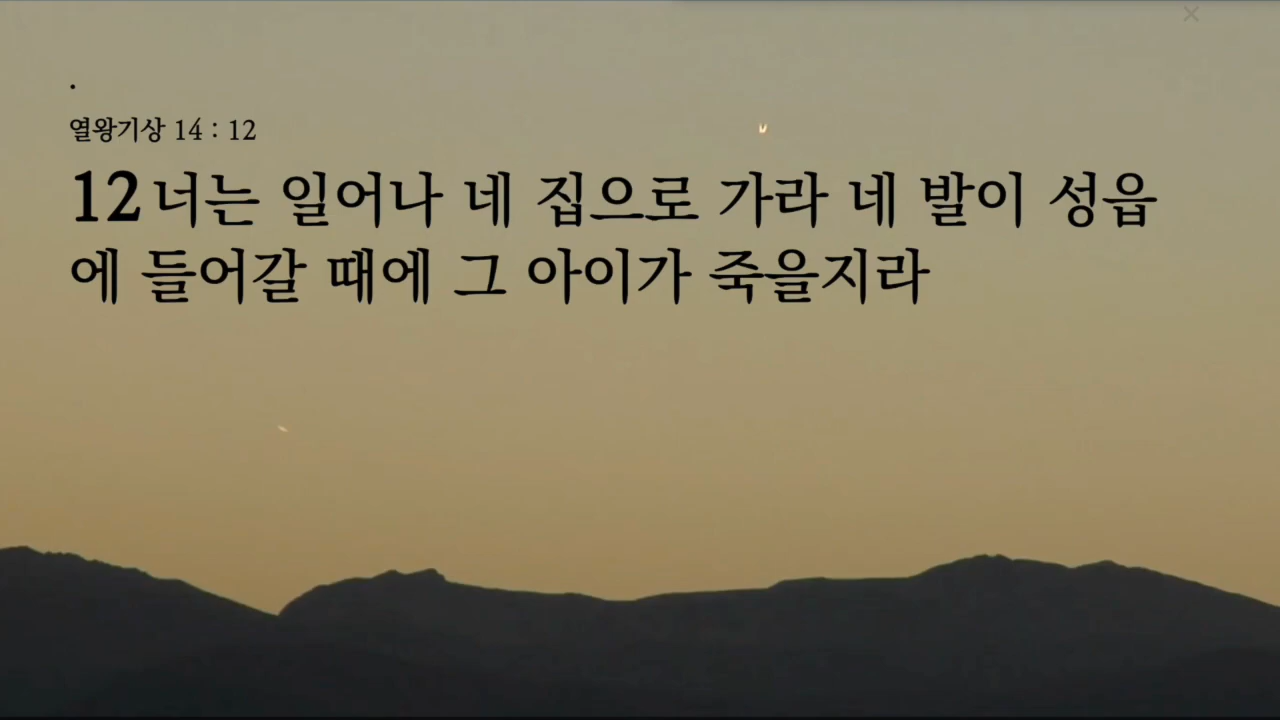 .
열왕기상 14 : 12
12 너는 일어나 네 집으로 가라 네 발이 성읍
에 들어갈 때에 그 아이가 죽을지라